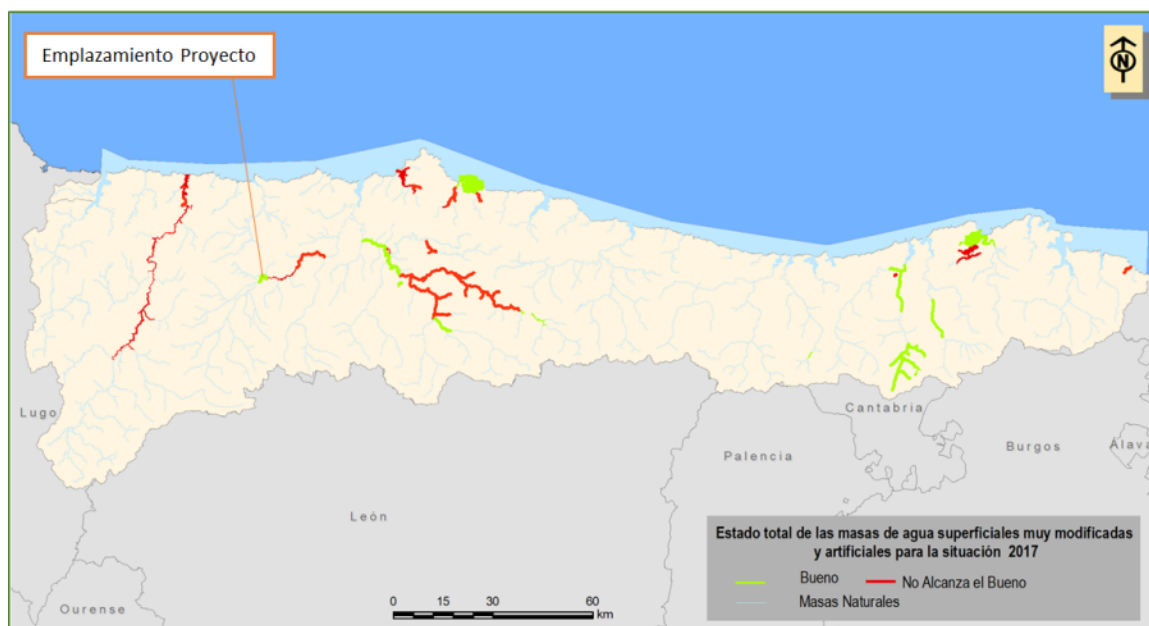 Emplazamiento Proyecto
N
Lugo
Cantabria
Burgos
Álava
Palencia
León
Ourense
Estado total de las masas de agua superficiales muy modificadas
y artificiales para la situación 2017
Bueno
No Alcanza el Bueno
Masas Naturales
0 15 30 60
km